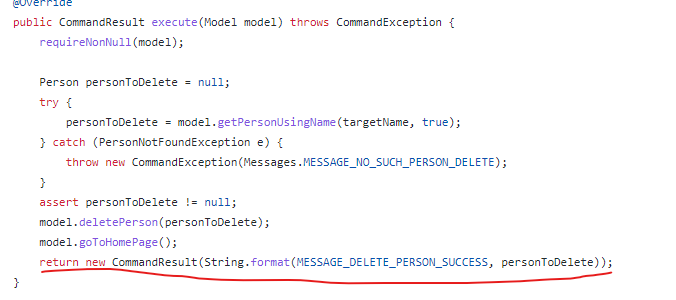 @Override
public CommandResult execute(Model model) throws CommandException {
requireNonNull(model);
Person personToDelete = null;
try {
personToDelete = model.getPersonUsingName(targetName, true);
} catch (PersonNotFoundException e) {
throw new CommandException(Messages.MESSAGE_NO_SUCH_PERSON_DELETE);
}
assert personToDelete != null;
model.deletePerson(personToDelete);
model.goToHomePage();
return new CommandResult(String.format(MESSAGE_DELETE_PERSON_SUCCESS, personToDelete));
}